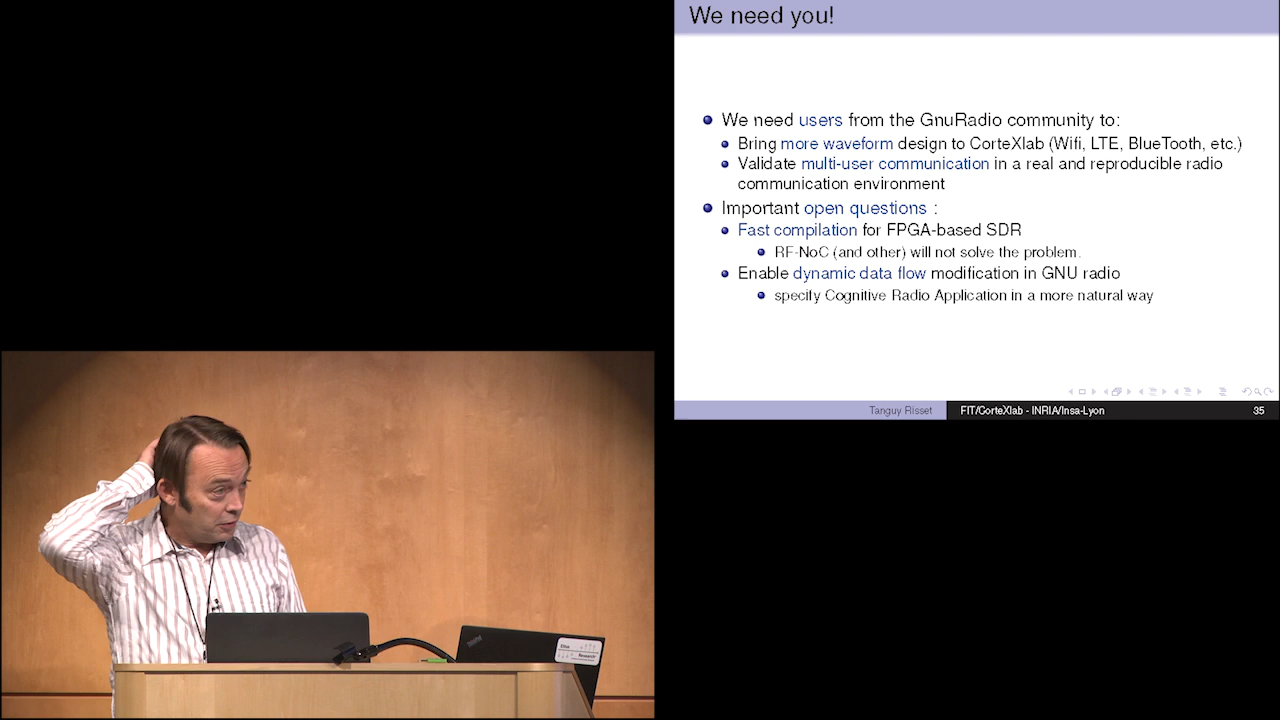 We need you!
We need users from the GnuRadio community to:
Bring more waveform design to CorteXlab (Wifi, LTE, BlueTooth, etc.)
Validate multi-user communication in a real and reproducible radio
communication environment
Important open questions :
Fast compilation for FPGA-based SDR
RF-NoC (and other) will not solve the problem.
Enable dynamic data flow modification in GNU radio
specify Cognitive Radio Application in a more natural way
Tanguy Risset
FIT/CorteXlab - INRIA/Insa-Lyon
35
Ettus
Research